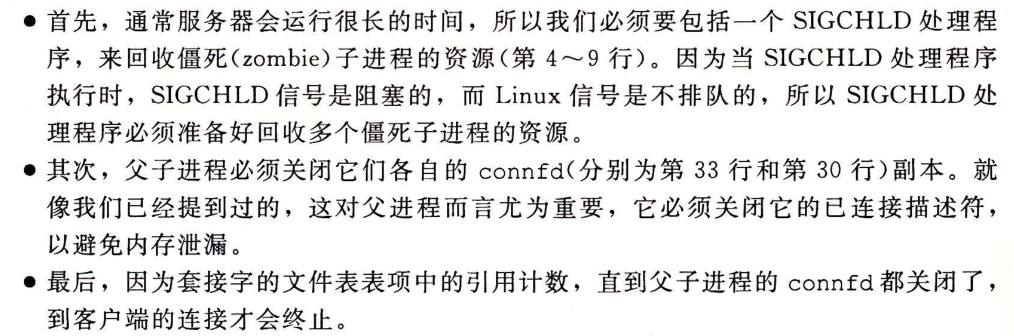 ● 首先，通常服务器会运行很长的时间，所以我们必须要包括一个 SIGCHLD 处理程
序，来回收僵死(zombie)子进程的资源(第 4～9 行)。因为当 SIGCHLD 处理程序
执行时，SIGCHLD 信号是阻塞的，而 Linux 信号是不排队的，所以 SIGCHLD 处
理程序必须准备好回收多个僵死子进程的资源。
● 其次，父子进程必须关闭它们各自的 connfd(分别为第 33 行和第 30 行)副本。就
像我们已经提到过的，这对父进程而言尤为重要，它必须关闭它的已连接描述符，
以避免内存泄漏。
● 最后，因为套接字的文件表表项中的引用计数，直到父子进程的 connfd 都关闭了，
到客户端的连接才会终止。